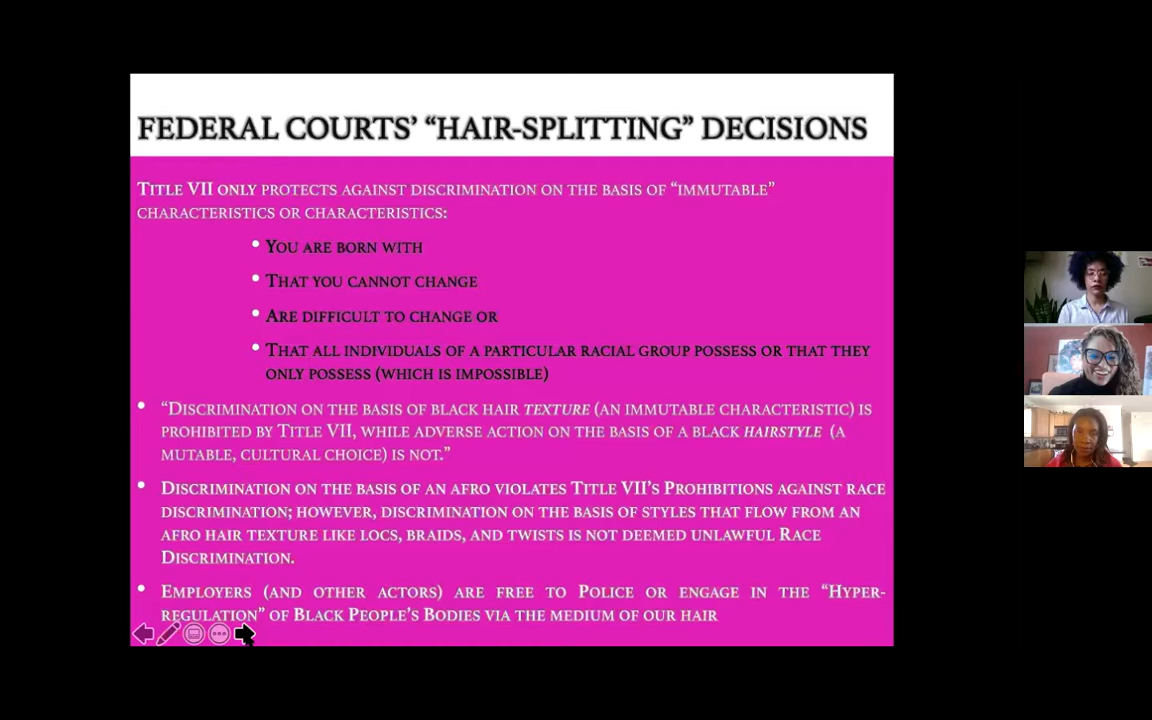 FEDERAL COURTS' “HAIR-SPLITTING” DECISIONS
TITLE VII ONLY PROTECTS AGAINST DISCRIMINATION ON THE BASIS OF “IMMUTABLE”
CHARACTERISTICS OR CHARACTERISTICS:
• YOU ARE BORN WITH
• THAT YOU CANNOT CHANGE
• ARE DIFFICULT TO CHANGE OR
• THAT ALL INDIVIDUALS OF A PARTICULAR RACIAL GROUP POSSESS OR THAT THEY
ONLY POSSESS (WHICH IS IMPOSSIBLE)
• “DISCRIMINATION ON THE BASIS OF BLACK HAIR TEXTURE (AN IMMUTABLE CHARACTERISTIC) IS
PROHIBITED BY TITLE VII, WHILE ADVERSE ACTION ON THE BASIS OF A BLACK HAIRSTYLE (A
MUTABLE, CULTURAL CHOICE) IS NOT.”
• DISCRIMINATION ON THE BASIS OF AN AFRO VIOLATES TITLE VII'S PROHIBITIONS AGAINST RACE
DISCRIMINATION; HOWEVER, DISCRIMINATION ON THE BASIS OF STYLES THAT FLOW FROM AN
AFRO HAIR TEXTURE LIKE LOCS, BRAIDS, AND TWISTS IS NOT DEEMED UNLAWFUL RACE
DISCRIMINATION.
• EMPLOYERS (AND OTHER ACTORS) ARE FREE TO POLICE OR ENGAGE IN THE “HYPER-
REGULATION” OF BLACK PEOPLE'S BODIES VIA THE MEDIUM OF OUR HAIR